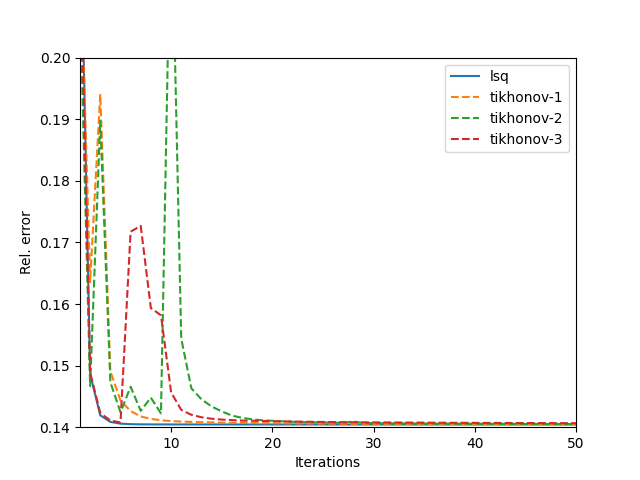 0.20
0.19
0.18
0.17
0.16
0.15
0.14
Rel. error
10
20
30
40
50
Iterations
lsq
tikhonov-1
tikhonov-2
tikhonov-3